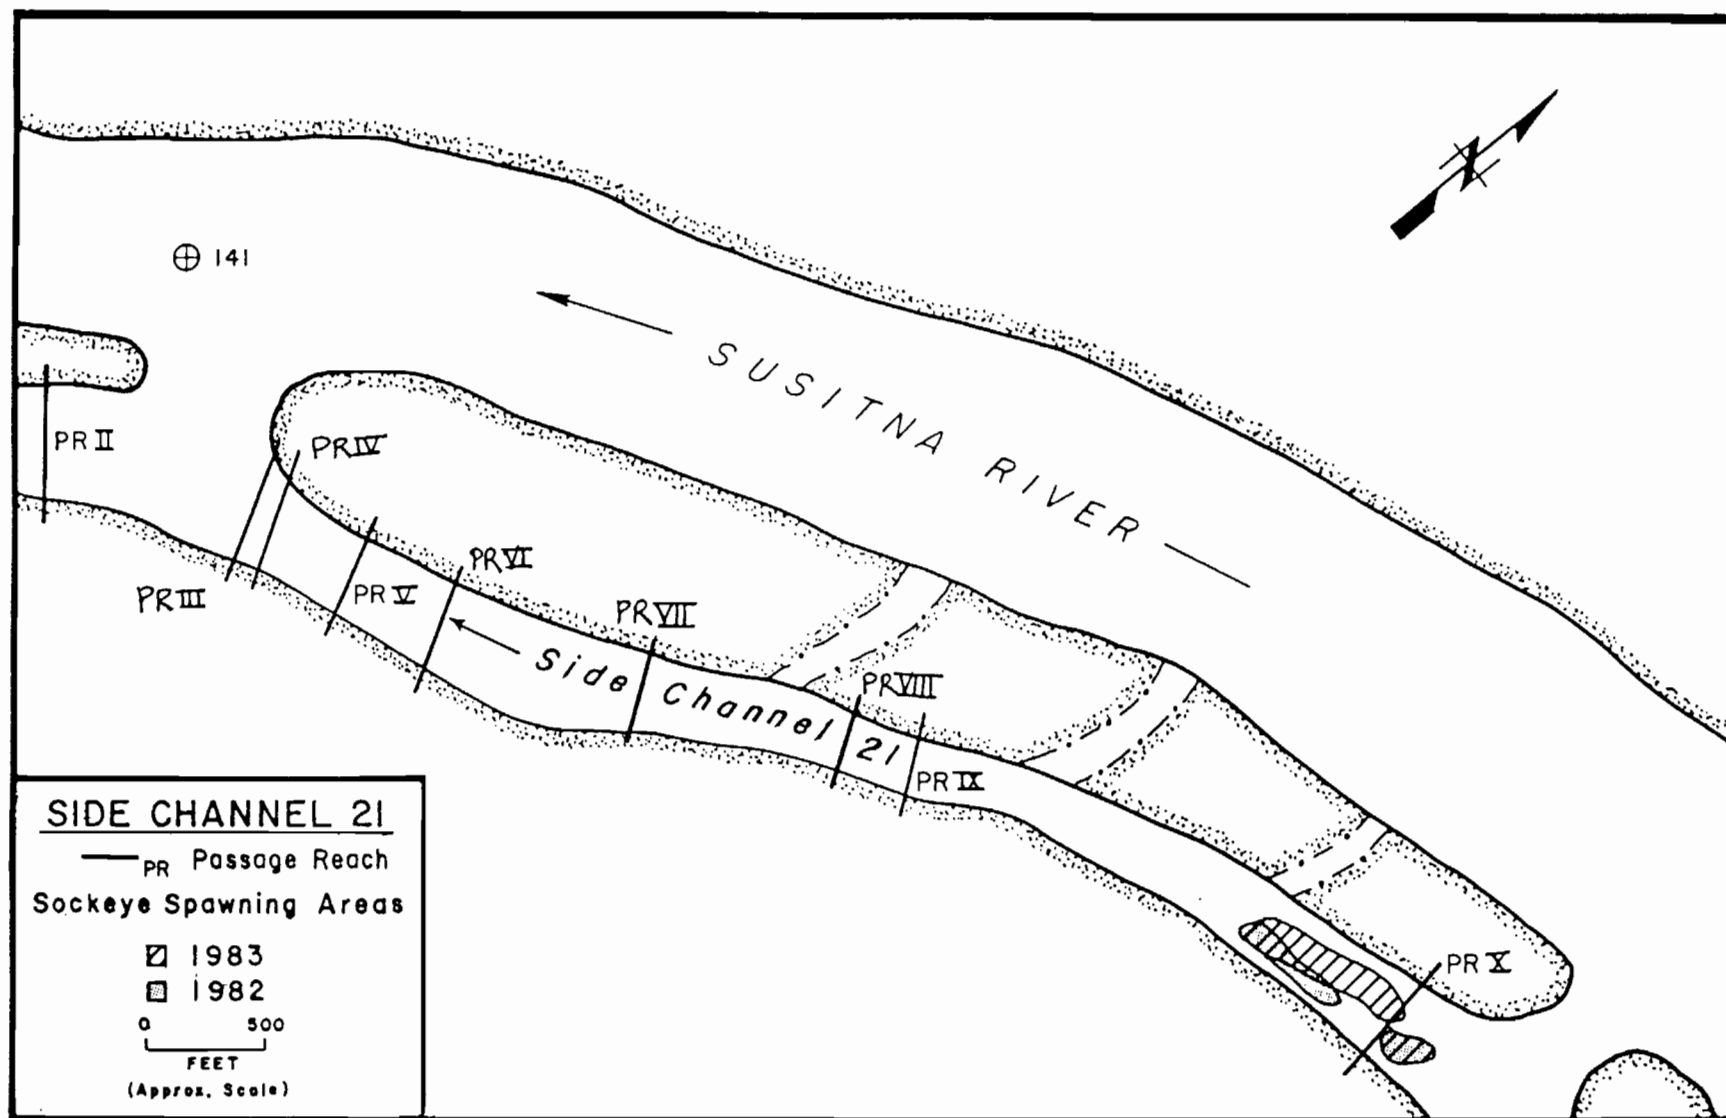 N
⊕ 141
SUSITNA RIVER
PR II
PR IV
PR III
PR V
PR VI
PR VII
Side Channel 21
PR VIII
PR IX
PR X
SIDE CHANNEL 21
PR Passage Reach
Sockeye Spawning Areas
1983
1982
0 500
FEET
(Approx. Scale)